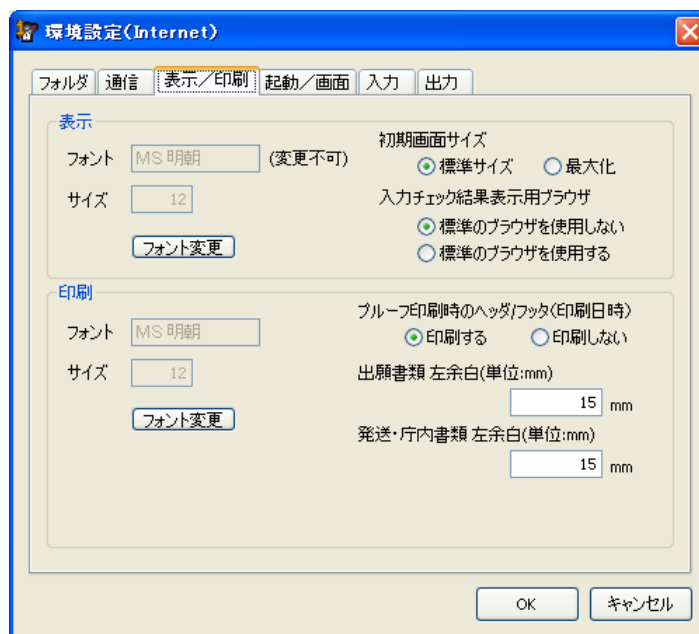 環境設定(Internet)
フォルダ 通信 表示／印刷 起動／画面 入力 出力
表示
フォント MS 明朝 (変更不可)
サイズ 12
フォント変更
初期画面サイズ
標準サイズ 最大化
入力チェック結果表示用ブラウザ
標準のブラウザを使用しない
標準のブラウザを使用する
印刷
フォント MS 明朝
サイズ 12
フォント変更
プルーフ印刷時のヘッダ/フッタ(印刷日時)
印刷する 印刷しない
出願書類 左余白(単位:mm)
15 mm
発送・庁内書類 左余白(単位:mm)
15 mm
OK キャンセル